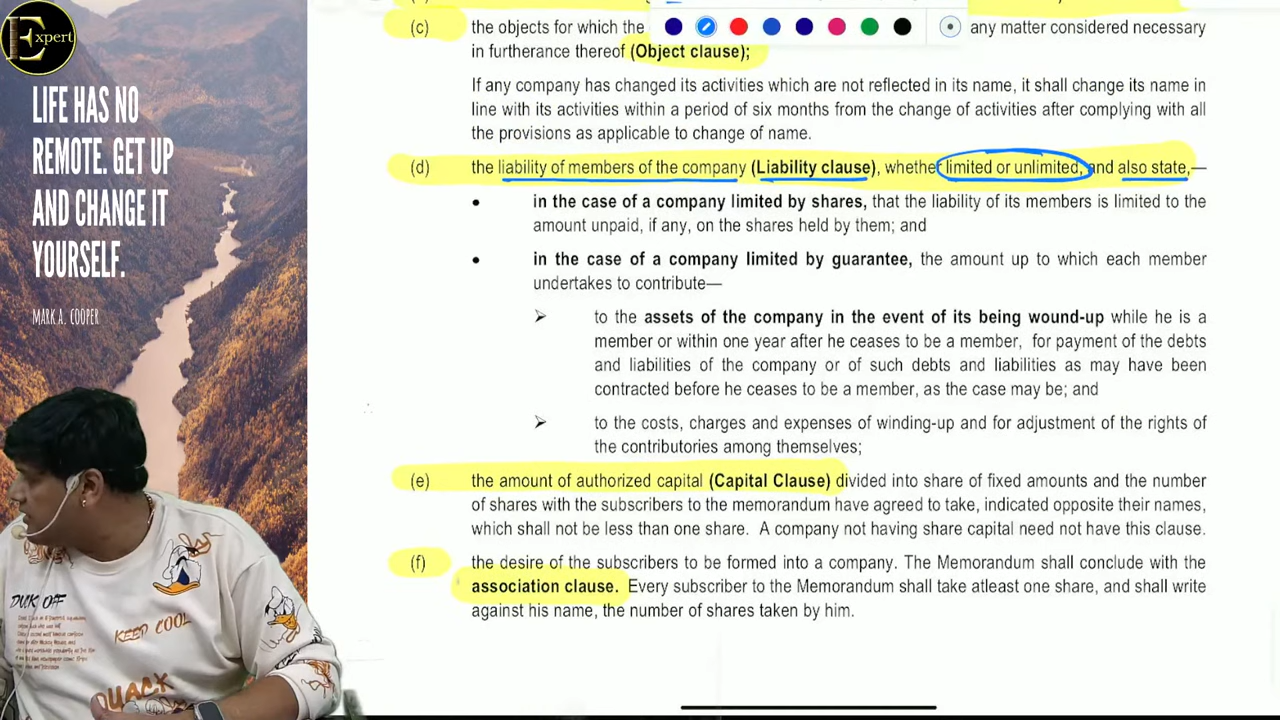 Expert
LIFE HAS NO
REMOTE. GET UP
AND CHANGE IT
YOURSELF.
MARK A. COOPER
DUCK OFF
KEEP COOL
QUACK
(c) the objects for which the any matter considered necessary
in furtherance thereof (Object clause);
If any company has changed its activities which are not reflected in its name, it shall change its name in
line with its activities within a period of six months from the change of activities after complying with all
the provisions as applicable to change of name.
(d) the liability of members of the company (Liability clause), whether limited or unlimited, and also state,—
• in the case of a company limited by shares, that the liability of its members is limited to the
amount unpaid, if any, on the shares held by them; and
• in the case of a company limited by guarantee, the amount up to which each member
undertakes to contribute—
➢ to the assets of the company in the event of its being wound-up while he is a
member or within one year after he ceases to be a member, for payment of the debts
and liabilities of the company or of such debts and liabilities as may have been
contracted before he ceases to be a member, as the case may be; and
➢ to the costs, charges and expenses of winding-up and for adjustment of the rights of
the contributories among themselves;
(e) the amount of authorized capital (Capital Clause) divided into share of fixed amounts and the number
of shares with the subscribers to the memorandum have agreed to take, indicated opposite their names,
which shall not be less than one share. A company not having share capital need not have this clause.
(f) the desire of the subscribers to be formed into a company. The Memorandum shall conclude with the
association clause. Every subscriber to the Memorandum shall take atleast one share, and shall write
against his name, the number of shares taken by him.